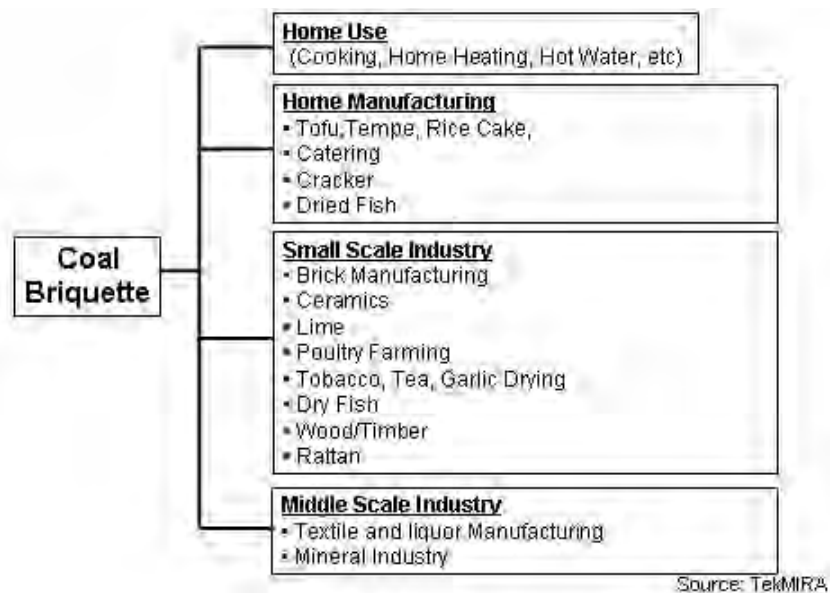 Home Use
(Cooking, Home Heating, Hot Water, etc)
Home Manufacturing
▪ Tofu,Tempe, Rice Cake,
▪ Catering
▪ Cracker
▪ Dried Fish
Coal
Briquette
Small Scale Industry
▪ Brick Manufacturing
▪ Ceramics
▪ Lime
▪ Poultry Farming
▪ Tobacco, Tea, Garlic Drying
▪ Dry Fish
▪ Wood/Timber
▪ Rattan
Middle Scale Industry
▪ Textile and liquor Manufacturing
▪ Mineral Industry
Source: TekMIRA